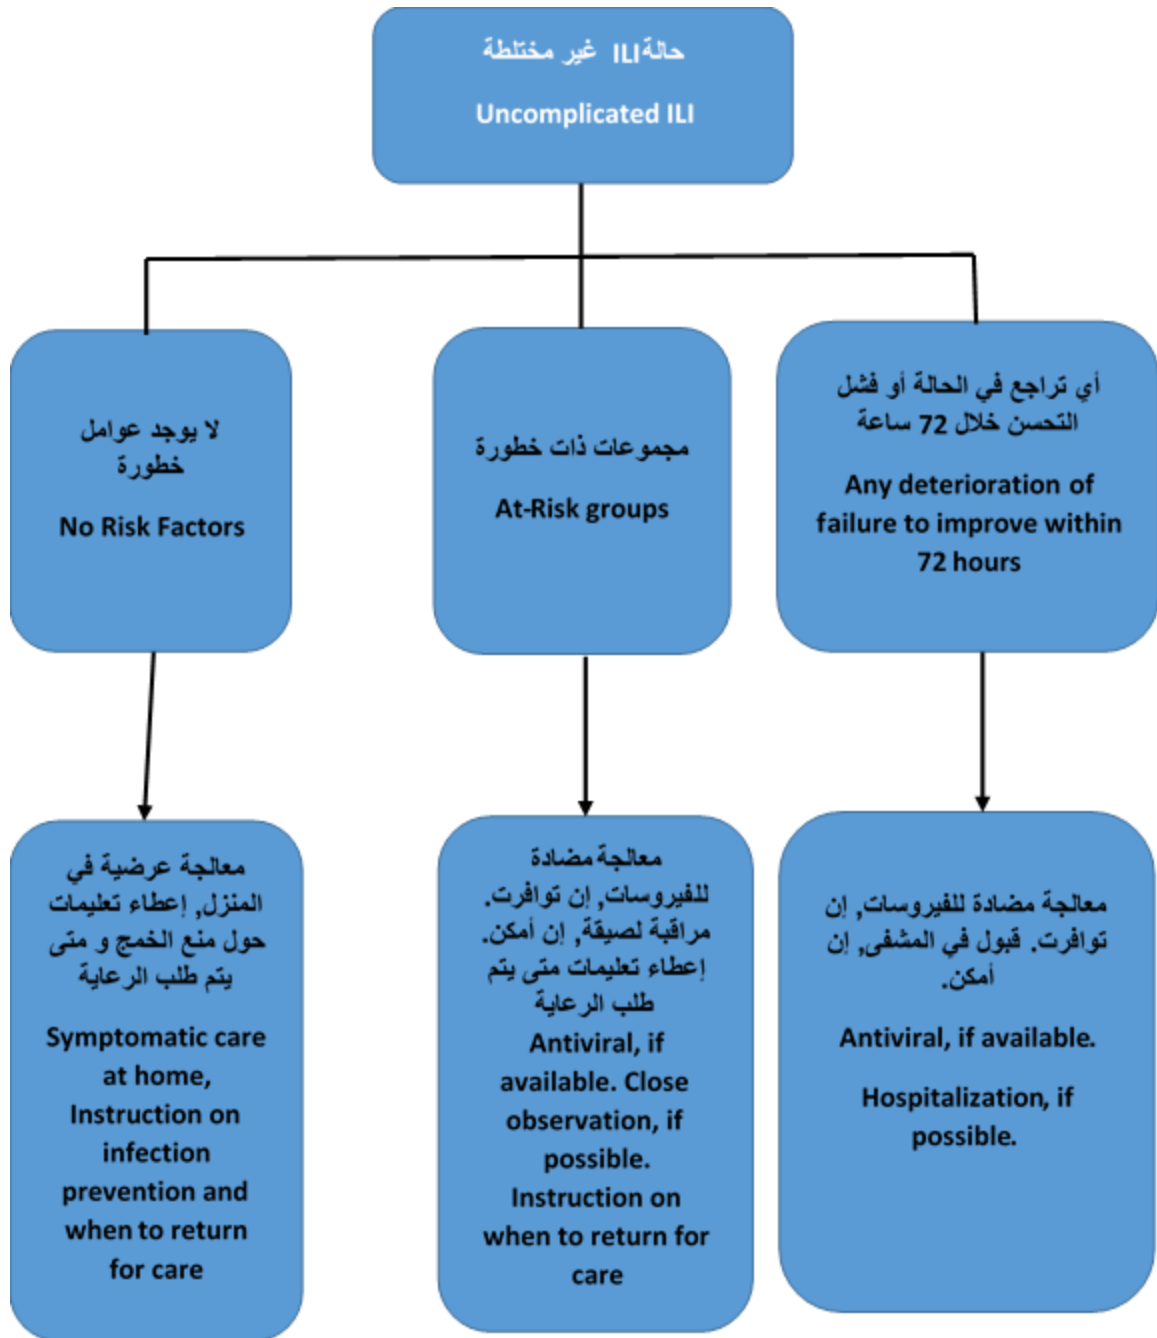 حالة ILI غير مختلطة
Uncomplicated ILI
لا يوجد عوامل
خطورة
No Risk Factors
مجموعات ذات خطورة
At-Risk groups
أي تراجع في الحالة أو فشل
التحسن خلال 72 ساعة
Any deterioration of
failure to improve within
72 hours
معالجة عرضية في
المنزل, إعطاء تعليمات
حول منع الخمج و متى
يتم طلب الرعاية
Symptomatic care
at home,
Instruction on
infection
prevention and
when to return
for care
معالجة مضادة
للفيروسات, إن توافرت.
مراقبة لصيقة, إن أمكن.
إعطاء تعليمات متى يتم
طلب الرعاية
Antiviral, if
available. Close
observation, if
possible.
Instruction on
when to return for
care
معالجة مضادة للفيروسات, إن
توافرت. قبول في المشفى, إن
أمكن.
Antiviral, if available.
Hospitalization, if
possible.